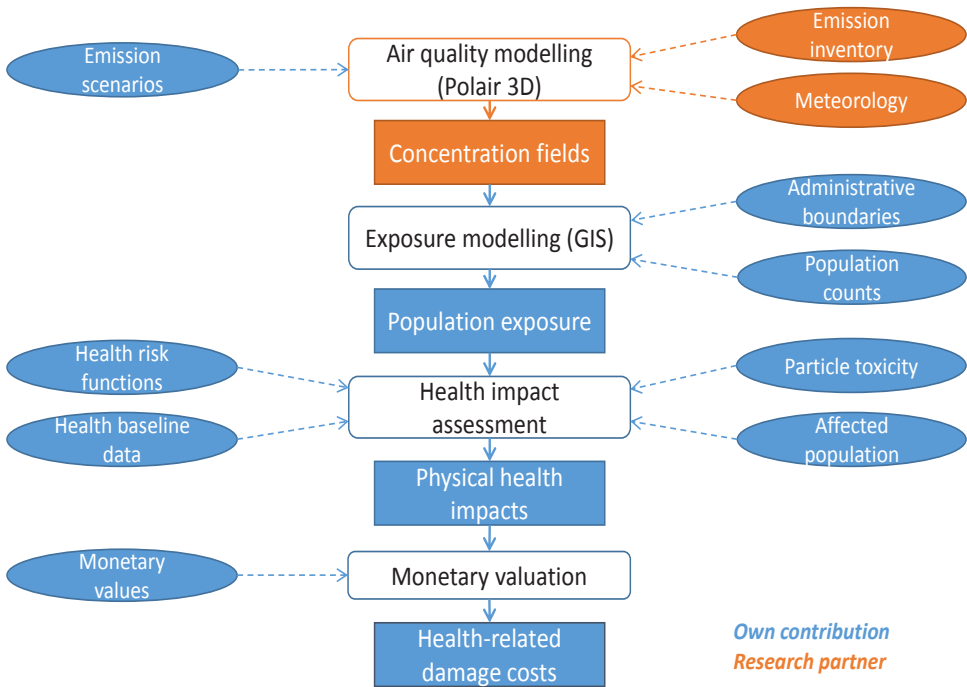 Emission
scenarios
Air quality modelling
(Polair 3D)
Emission
inventory
Meteorology
Concentration fields
Administrative
boundaries
Exposure modelling (GIS)
Population
counts
Population exposure
Health risk
functions
Particle toxicity
Health impact
assessment
Health baseline
data
Affected
population
Physical health
impacts
Monetary
values
Monetary valuation
Health-related
damage costs
Own contribution
Research partner